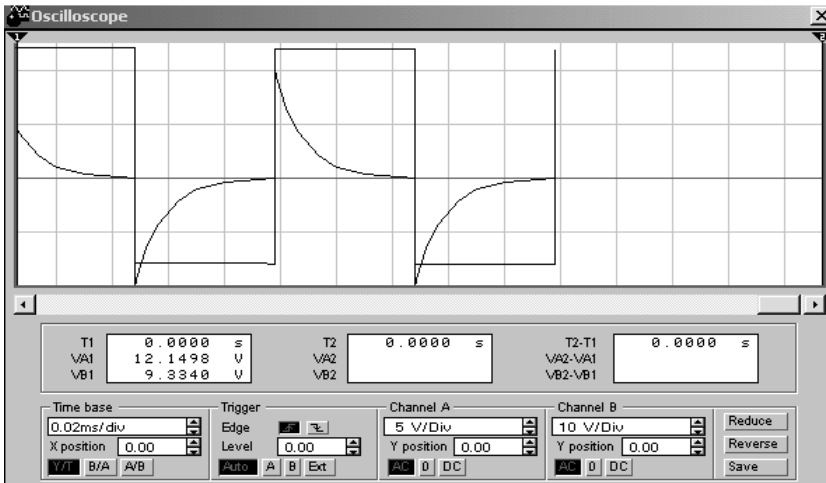 Oscilloscope
1 2
T1 0.0000 s T2 0.0000 s T2-T1 0.0000 s
VA1 12.1498 V VA2 VA2-VA1
VB1 9.3340 V VB2 VB2-VB1
Time base Trigger Channel A Channel B
0.02ms/div Edge 5 V/Div 10 V/Div Reduce
X position 0.00 Level 0.00 Y position 0.00 Y position 0.00 Reverse
Y/T B/A A/B Auto A B Ext AC 0 DC AC 0 DC Save